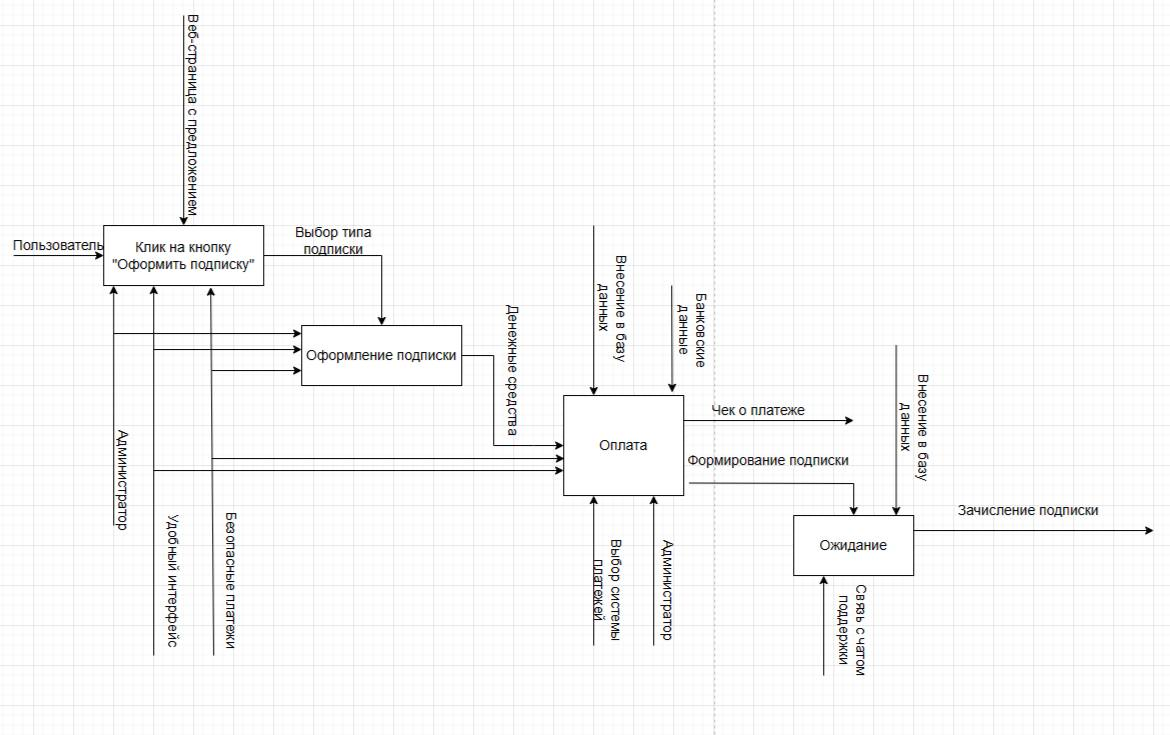 Веб-страница с предложением
Пользователь
Клик на кнопку
"Оформить подписку"
Выбор типа
подписки
Оформление подписки
Денежные средства
Внесение в базу
данных
Банковские
данные
Оплата
Чек о платеже
Формирование подписки
Внесение в базу
данных
Ожидание
Зачисление подписки
Администратор
Удобный интерфейс
Безопасные платежи
Выбор системы
платежей
Администратор
Связь с чатом
поддержки